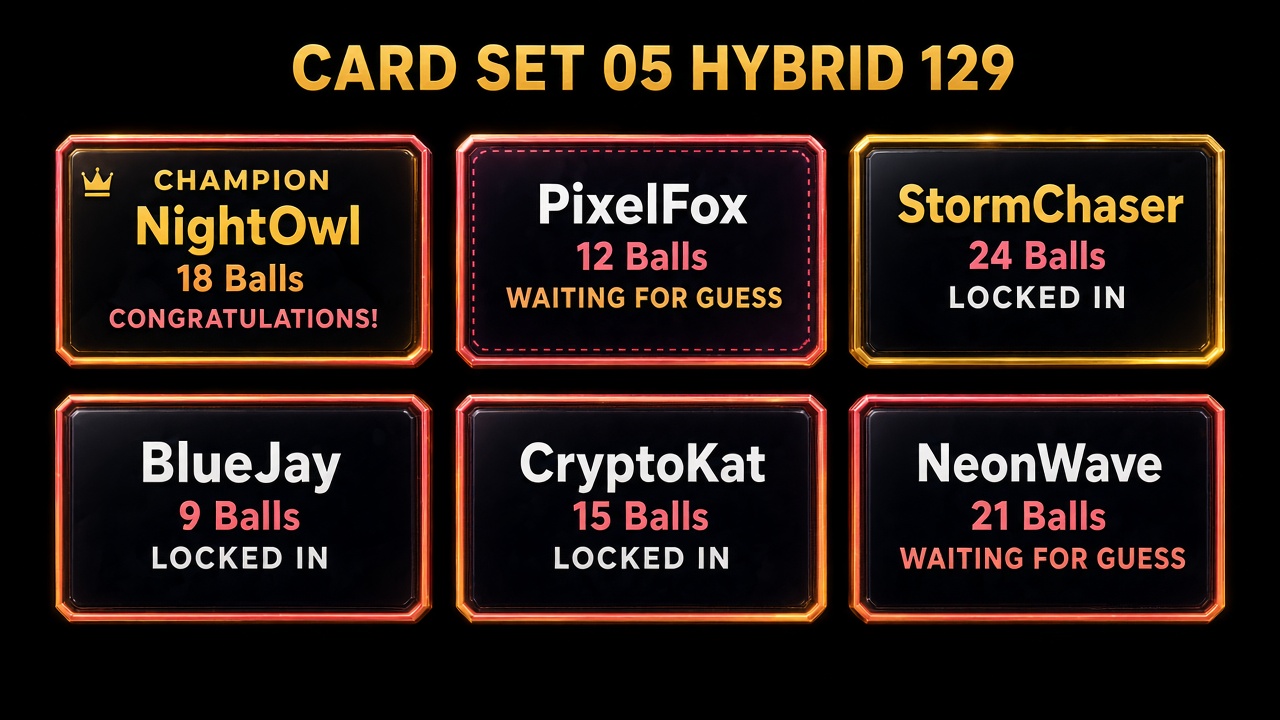 CARD SET 05 HYBRID 129
CHAMPION
NightOwl
18 Balls
CONGRATULATIONS!
PixelFox
12 Balls
WAITING FOR GUESS
StormChaser
24 Balls
LOCKED IN
BlueJay
9 Balls
LOCKED IN
CryptoKat
15 Balls
LOCKED IN
NeonWave
21 Balls
WAITING FOR GUESS